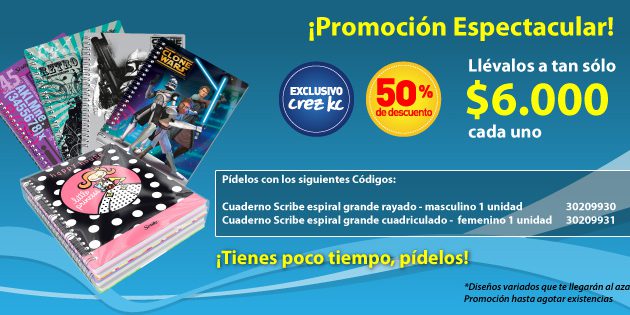 ¡Promoción Espectacular!
EXCLUSIVO
crez kc
50%
de descuento
Llévalos a tan sólo
$6.000
cada uno
CLONE
WARS
Pídelos con los siguientes Códigos:
Cuaderno Scribe espiral grande rayado - masculino 1 unidad 30209930
Cuaderno Scribe espiral grande cuadriculado - femenino 1 unidad 30209931
¡Tienes poco tiempo, pídelos!
*Diseños variados que te llegarán al aza
Promoción hasta agotar existencias